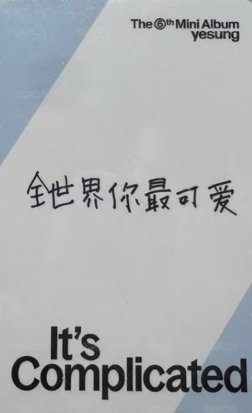 The ⑥th Mini Album
yesung
全世界你最可爱
It's
Complicated